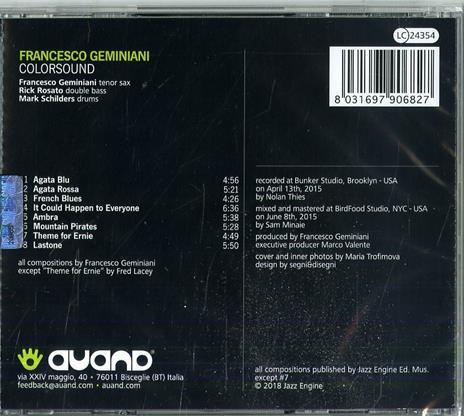 LC 24354
FRANCESCO GEMINIANI
COLORSOUND
Francesco Geminiani tenor sax
Rick Rosato double bass
Mark Schilders drums
8 031697 906827
1 Agata Blu 4:56
2 Agata Rossa 5:21
3 French Blues 4:26
4 It Could Happen to Everyone 6:36
5 Ambra 5:38
6 Mountain Pirates 5:28
7 Theme for Ernie 4:49
8 Lastone 5:50
all compositions by Francesco Geminiani
except "Theme for Ernie" by Fred Lacey
recorded at Bunker Studio, Brooklyn - USA
on April 13th, 2015
by Nolan Thies
mixed and mastered at BirdFood Studio, NYC - USA
on June 8th, 2015
by Sam Minaie
produced by Francesco Geminiani
executive producer Marco Valente
cover and inner photos by Maria Trofimova
design by segni&disegni
auand
via XXIV maggio, 40 • 76011 Bisceglie (BT) Italia
feedback@auand.com • auand.com
all compositions published by Jazz Engine Ed. Mus.
except #7
© 2018 Jazz Engine